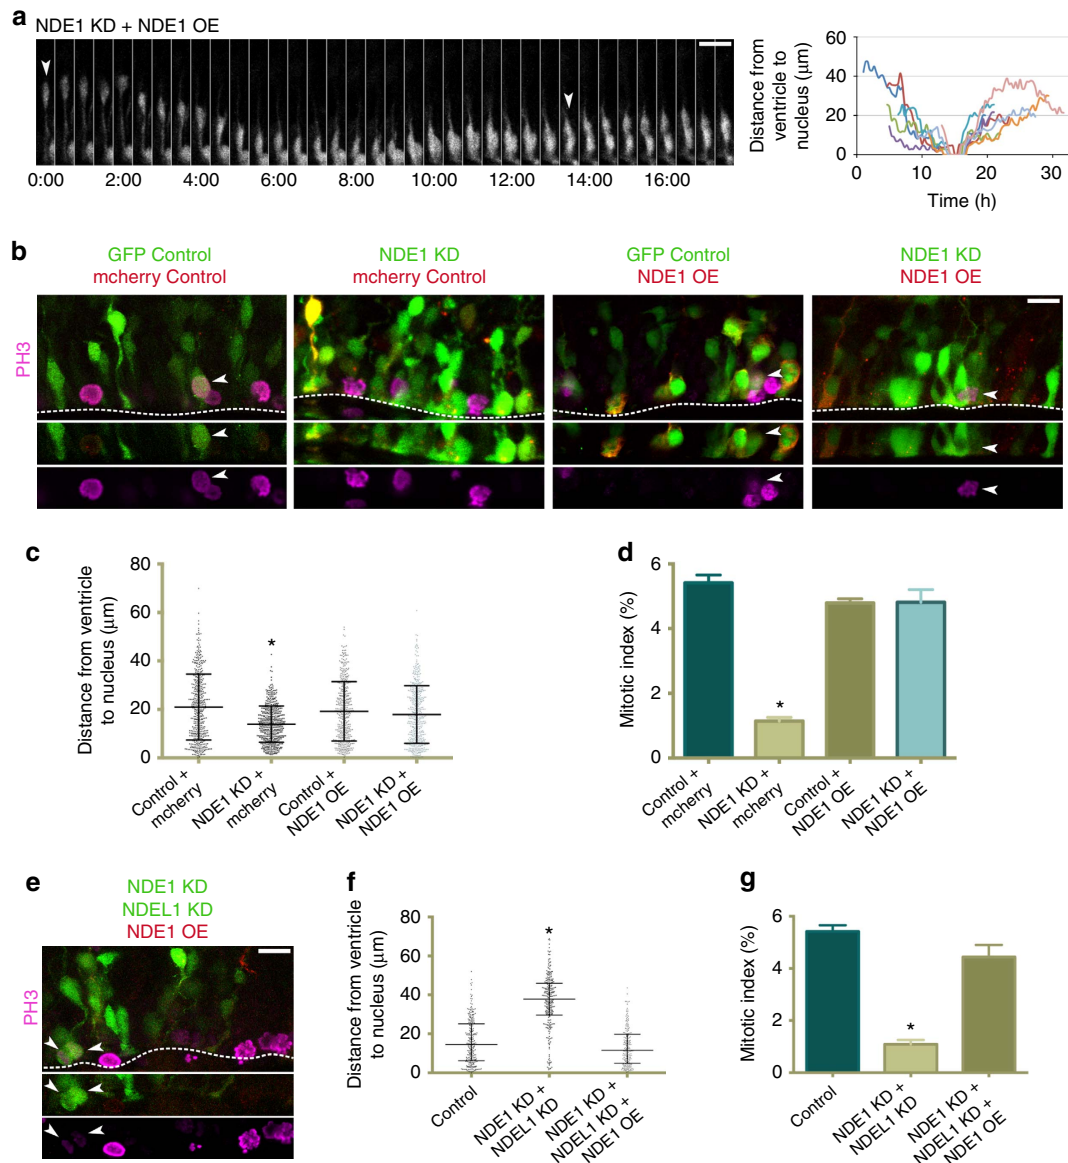 a
NDE1 KD + NDE1 OE
0:00 2:00 4:00 6:00 8:00 10:00 12:00 14:00 16:00
Distance from
ventricle to
nucleus (μm)
60
40
20
0
0 10 20 30
Time (h)
b
GFP Control
mcherry Control
NDE1 KD
mcherry Control
GFP Control
NDE1 OE
NDE1 KD
NDE1 OE
PH3
c
Distance from ventricle
to nucleus (μm)
80
60
40
20
0
*
Control +
mcherry
NDE1 KD +
mcherry
Control +
NDE1 OE
NDE1 KD +
NDE1 OE
d
Mitotic index (%)
6
4
2
0
*
Control +
mcherry
NDE1 KD +
mcherry
Control +
NDE1 OE
NDE1 KD +
NDE1 OE
e
NDE1 KD
NDEL1 KD
NDE1 OE
PH3
f
Distance from ventricle
to nucleus (μm)
80
60
40
20
0
*
Control
NDE1 KD +
NDEL1 KD
NDE1 KD +
NDEL1 KD +
NDE1 OE
g
Mitotic index (%)
6
4
2
0
*
Control
NDE1 KD +
NDEL1 KD
NDE1 KD +
NDEL1 KD +
NDE1 OE